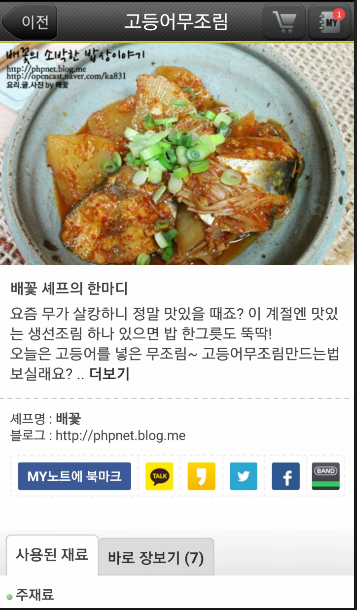 이전
고등어무조림
MY
1
배꽃의 소박한 밥상이야기
http://phpnet.blog.me
http://opencast.naver.com/ka831
요리,글,사진 by 배꽃
배꽃 셰프의 한마디
요즘 무가 살캉하니 정말 맛있을 때죠? 이 계절엔 맛있
는 생선조림 하나 있으면 밥 한그릇도 뚝딱!
오늘은 고등어를 넣은 무조림~ 고등어무조림만드는법
보실래요? .. 더보기
셰프명 : 배꽃
블로그 : http://phpnet.blog.me
MY노트에 북마크
TALK
BAND
사용된 재료
바로 장보기 (7)
주재료